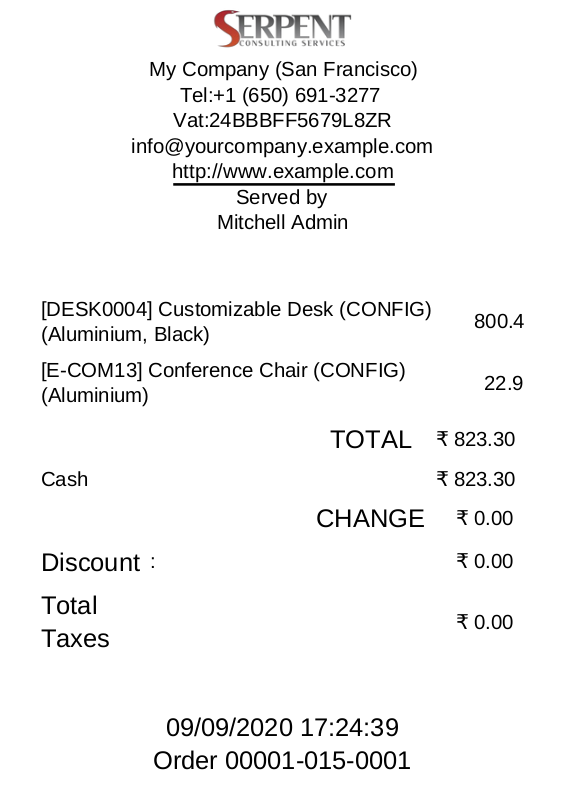 SERPENT
CONSULTING SERVICES
My Company (San Francisco)
Tel:+1 (650) 691-3277
Vat:24BBBFF5679L8ZR
info@yourcompany.example.com
http://www.example.com
Served by
Mitchell Admin
[DESK0004] Customizable Desk (CONFIG)
(Aluminium, Black) 800.4
[E-COM13] Conference Chair (CONFIG)
(Aluminium) 22.9
TOTAL ₹ 823.30
Cash ₹ 823.30
CHANGE ₹ 0.00
Discount : ₹ 0.00
Total
Taxes ₹ 0.00
09/09/2020 17:24:39
Order 00001-015-0001